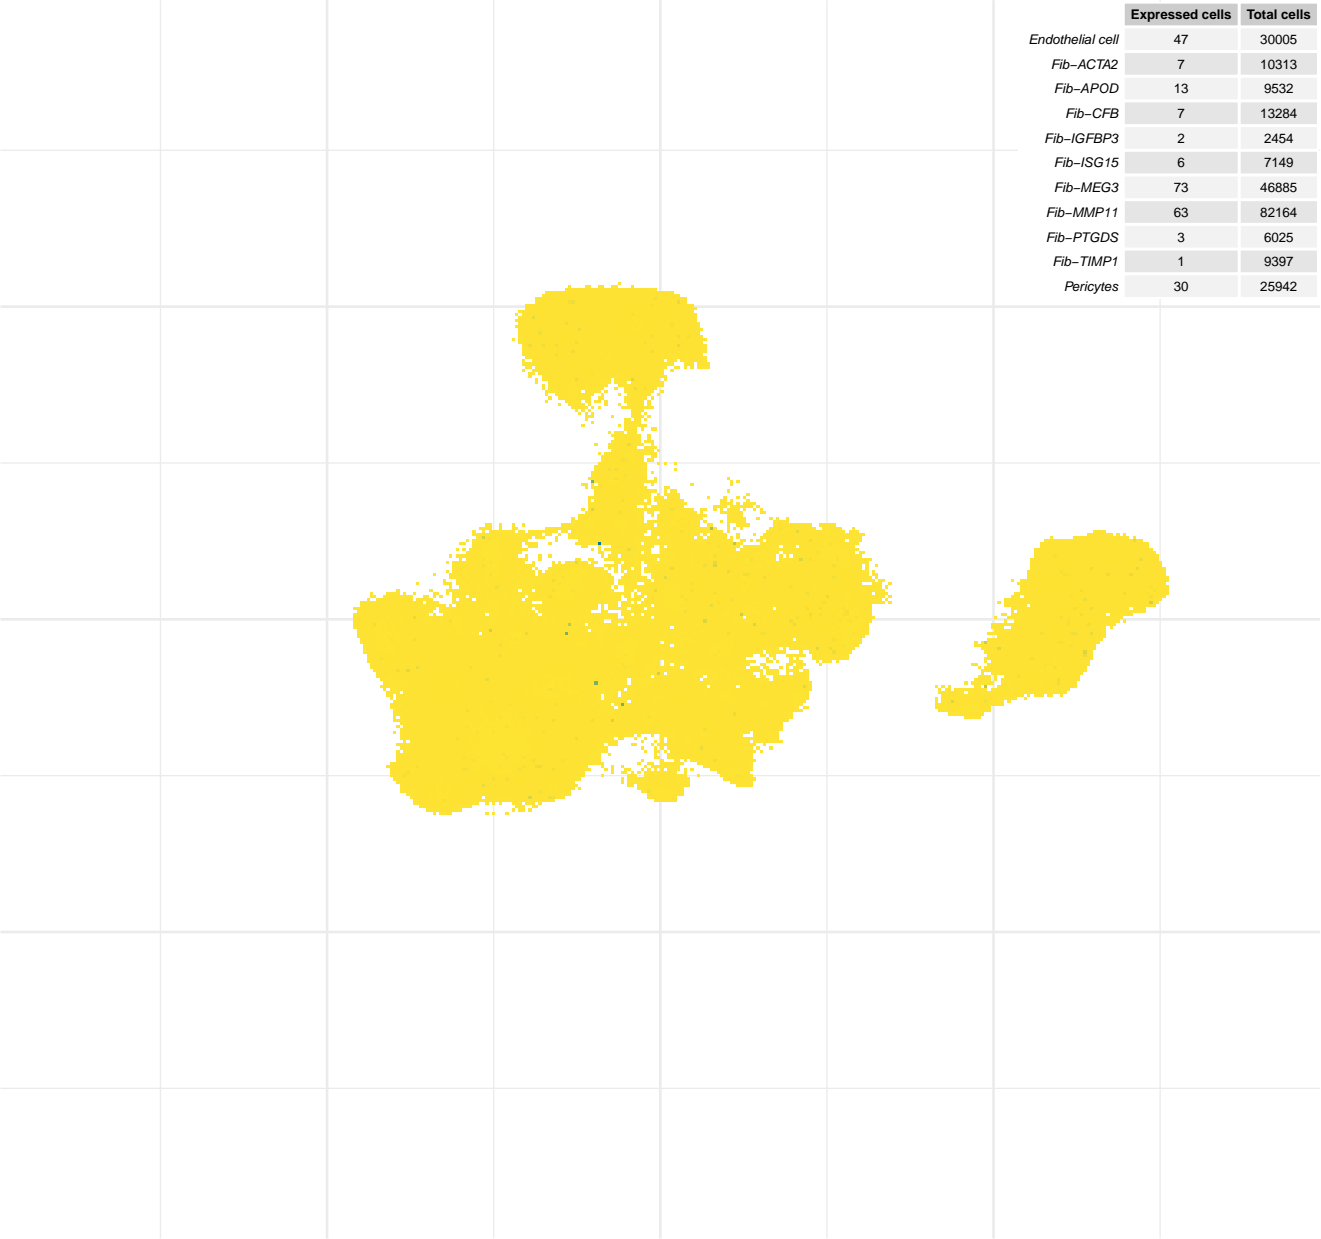 Expressed cells Total cells
Endothelial cell 47 30005
Fib−ACTA2 7 10313
Fib−APOD 13 9532
Fib−CFB 7 13284
Fib−IGFBP3 2 2454
Fib−ISG15 6 7149
Fib−MEG3 73 46885
Fib−MMP11 63 82164
Fib−PTGDS 3 6025
Fib−TIMP1 1 9397
Pericytes 30 25942